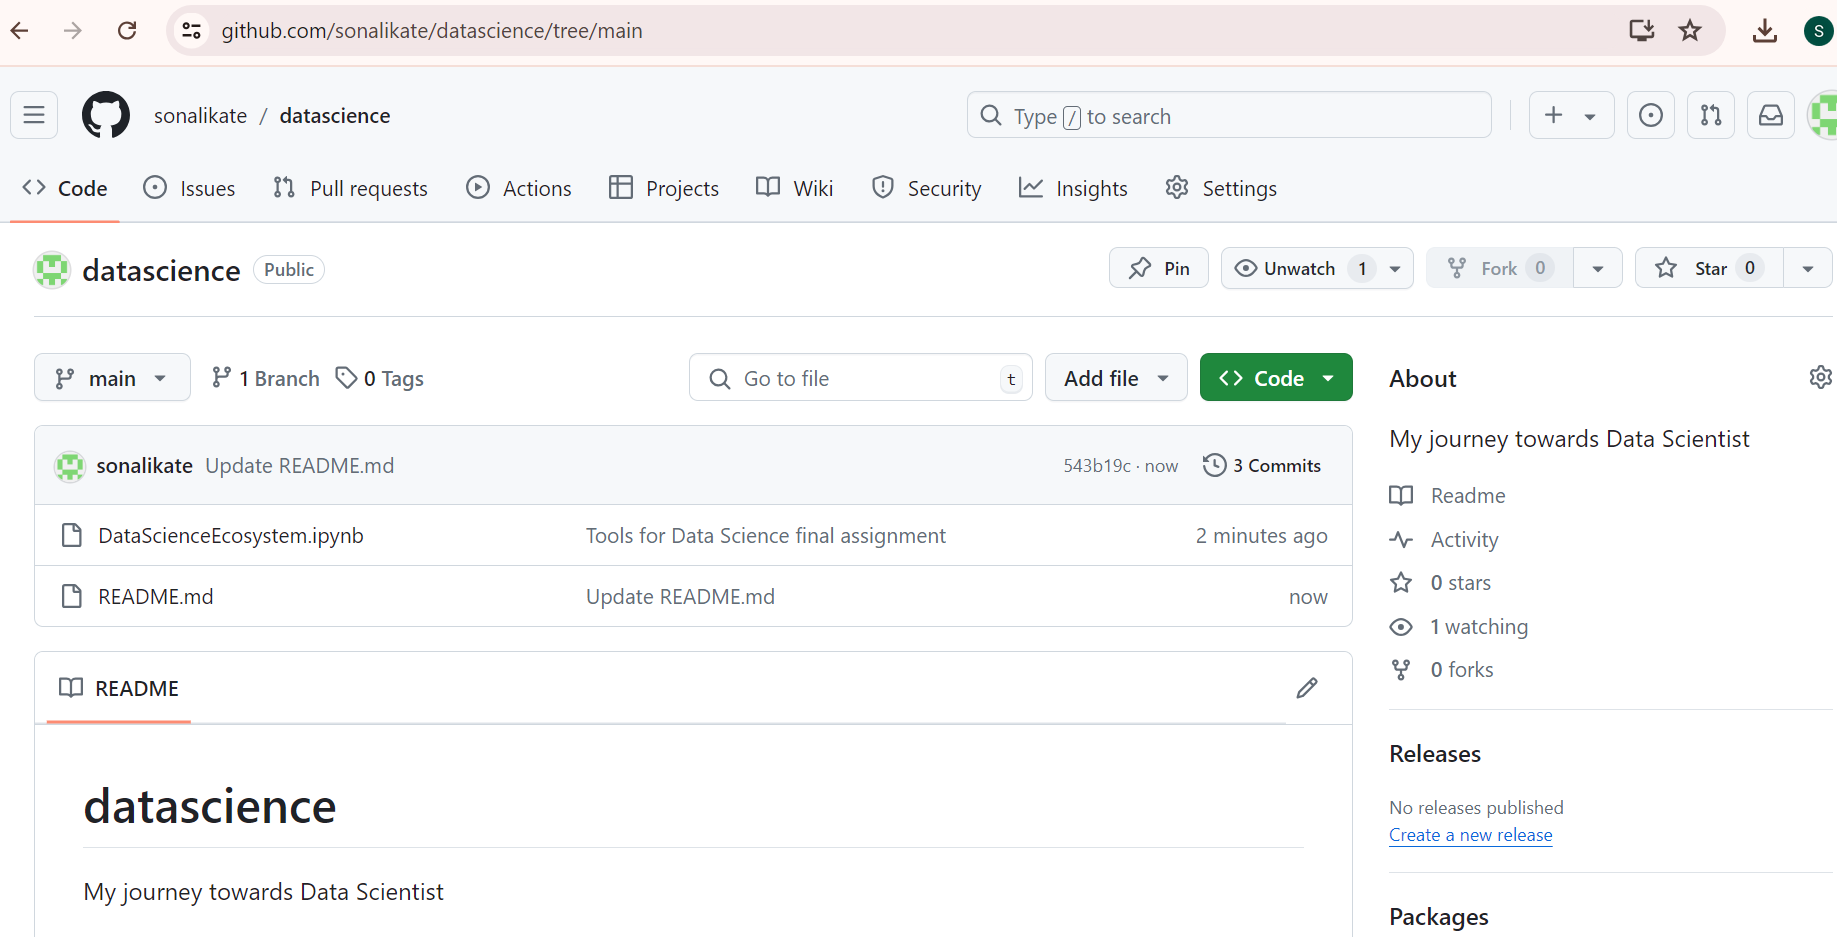 github.com/sonalikate/datascience/tree/main
S
sonalikate / datascience
Type / to search
Code Issues Pull requests Actions Projects Wiki Security Insights Settings
datascience Public
Pin Unwatch 1 Fork 0 Star 0
main 1 Branch 0 Tags Go to file t Add file Code
sonalikate Update README.md 543b19c · now 3 Commits
DataScienceEcosystem.ipynb Tools for Data Science final assignment 2 minutes ago
README.md Update README.md now
README
datascience
My journey towards Data Scientist
About
My journey towards Data Scientist
Readme
Activity
0 stars
1 watching
0 forks
Releases
No releases published
Create a new release
Packages